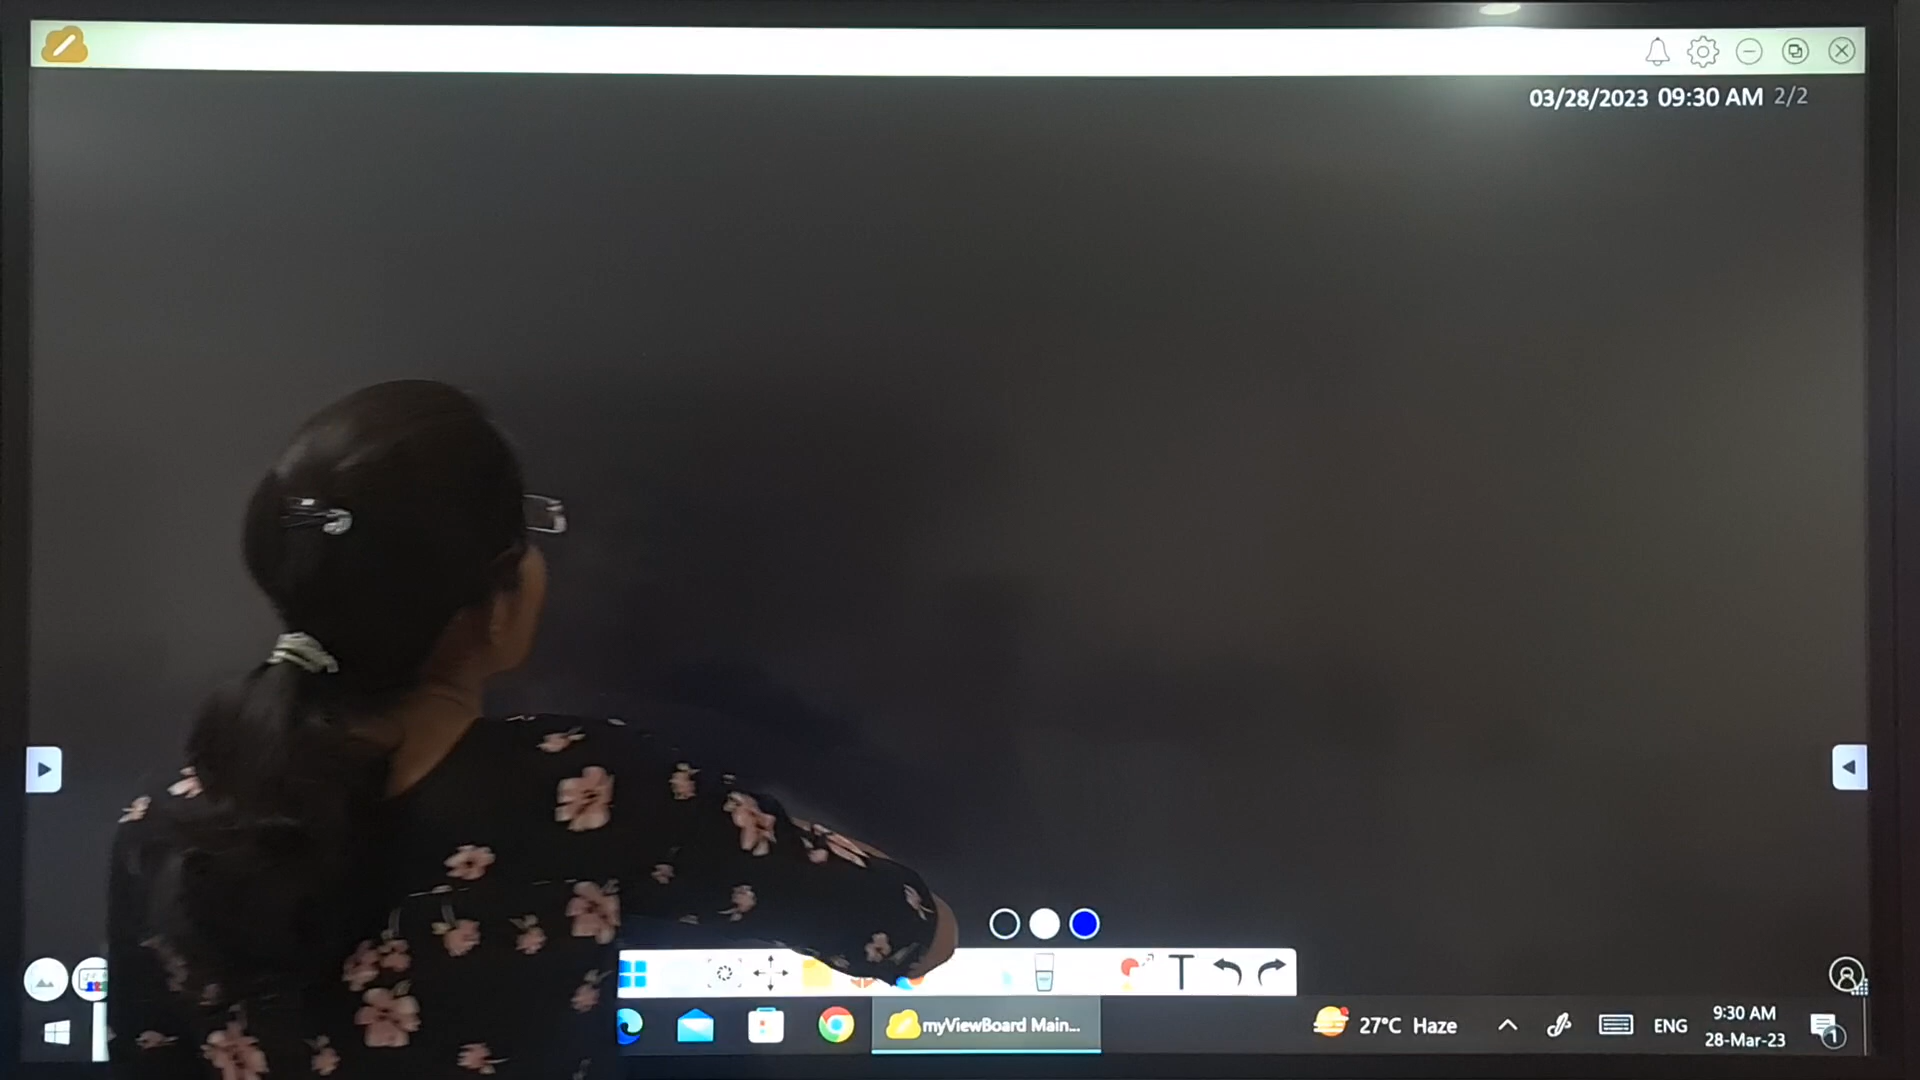 03/28/2023 09:30 AM 2/2
T
myViewBoard Main...
27°C Haze
ENG
9:30 AM
28-Mar-23
1